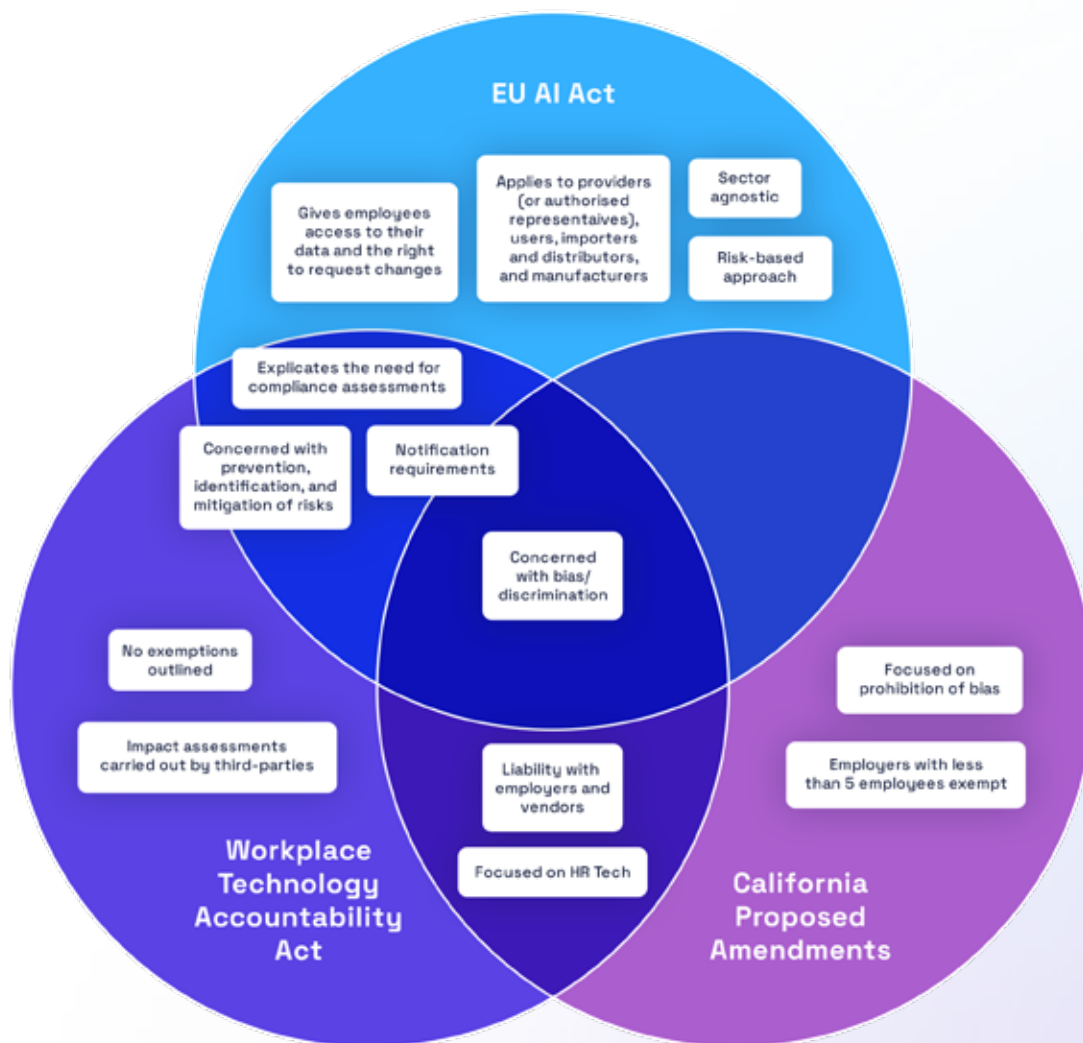 EU AI Act
Gives employees
access to their
data and the right
to request changes
Applies to providers
(or authorised
representaives),
users, importers
and distributors,
and manufacturers
Sector
agnostic
Risk-based
approach
Explicates the need for
compliance assessments
Concerned with
prevention,
identification, and
mitigation of risks
Notification
requirements
Concerned
with bias/
discrimination
No exemptions
outlined
Impact assessments
carried out by third-parties
Liability with
employers and
vendors
Focused on HR Tech
Focused on
prohibition of bias
Employers with less
than 5 employees exempt
Workplace
Technology
Accountability
Act
California
Proposed
Amendments